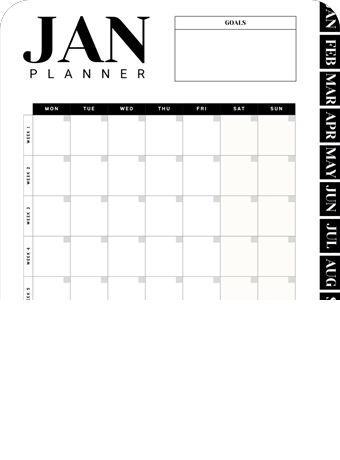 JAN
PLANNER
GOALS
MON TUE WED THU FRI SAT SUN
WEEK 1
WEEK 2
WEEK 3
WEEK 4
WEEK 5
JAN
FEB
MAR
APR
MAY
JUN
JUL
AUG